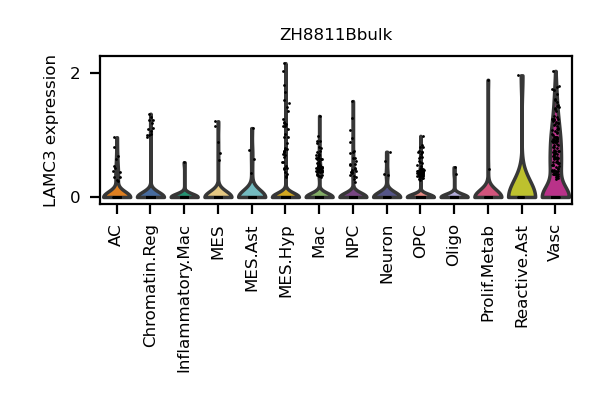 ZH8811Bbulk
LAMC3 expression
2
0
AC
Chromatin.Reg
Inflammatory.Mac
MES
MES.Ast
MES.Hyp
Mac
NPC
Neuron
OPC
Oligo
Prolif.Metab
Reactive.Ast
Vasc